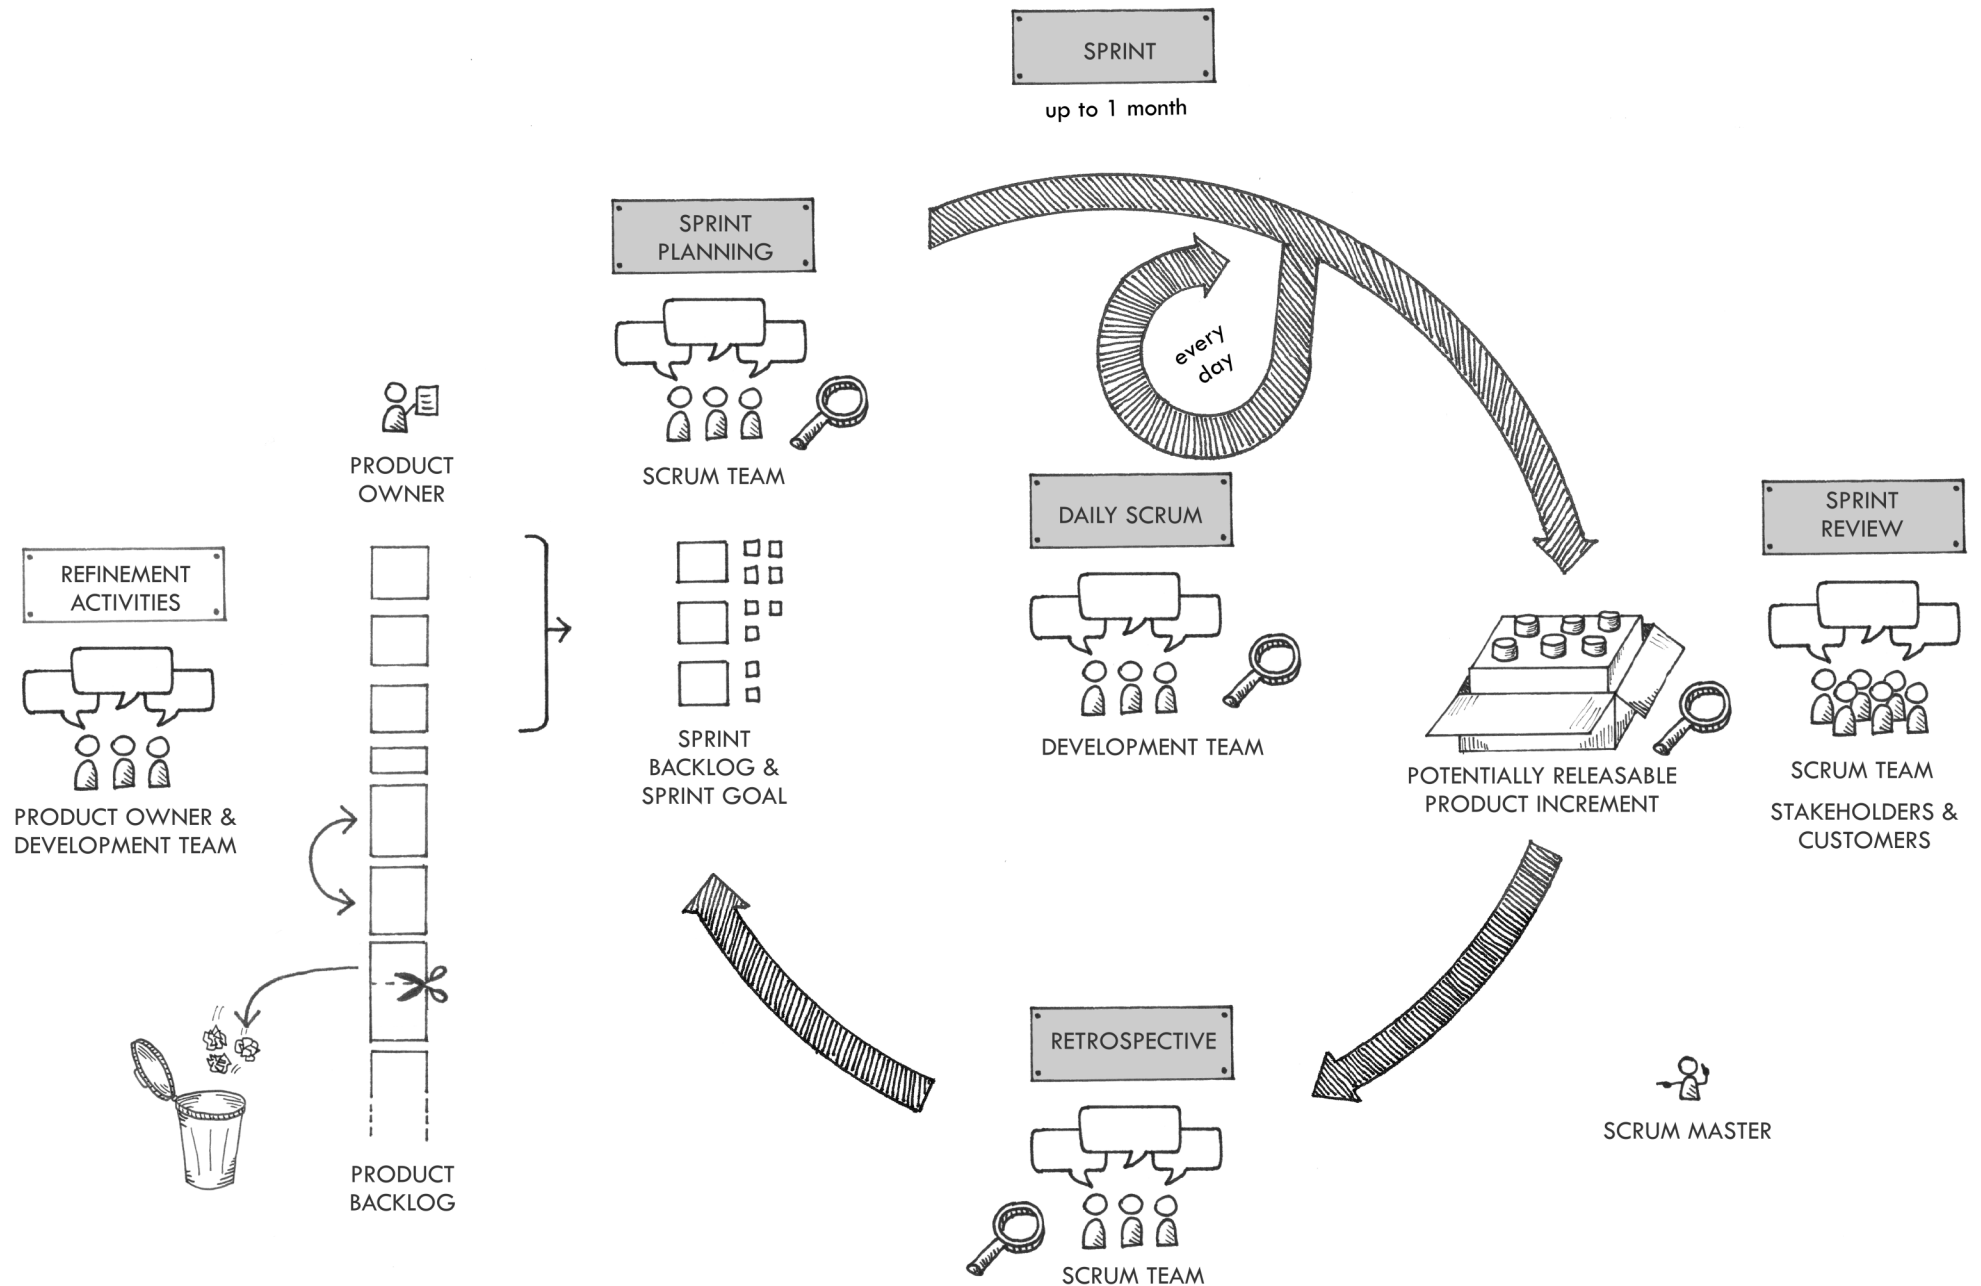 SPRINT
up to 1 month
SPRINT
PLANNING
SCRUM TEAM
every
day
PRODUCT
OWNER
REFINEMENT
ACTIVITIES
PRODUCT OWNER &
DEVELOPMENT TEAM
SPRINT
BACKLOG &
SPRINT GOAL
DAILY SCRUM
DEVELOPMENT TEAM
POTENTIALLY RELEASABLE
PRODUCT INCREMENT
SPRINT
REVIEW
SCRUM TEAM
STAKEHOLDERS &
CUSTOMERS
PRODUCT
BACKLOG
RETROSPECTIVE
SCRUM TEAM
SCRUM MASTER